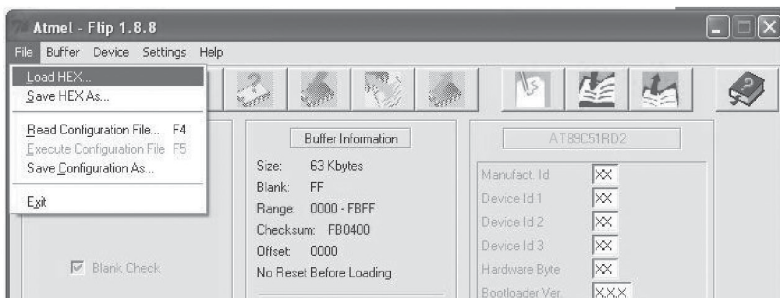 Atmel - Flip 1.8.8
File Buffer Device Settings Help
Load HEX...
Save HEX As...
Read Configuration File... F4
Execute Configuration File F5
Save Configuration As...
Exit
Blank Check
Buffer Information
Size: 63 Kbytes
Blank: FF
Range: 0000 - FBFF
Checksum: FB0400
Offset: 0000
No Reset Before Loading
AT89C51RD2
Manufact. Id XX
Device Id 1 XX
Device Id 2 XX
Device Id 3 XX
Hardware Byte XX
Bootloader Ver. X.X.X